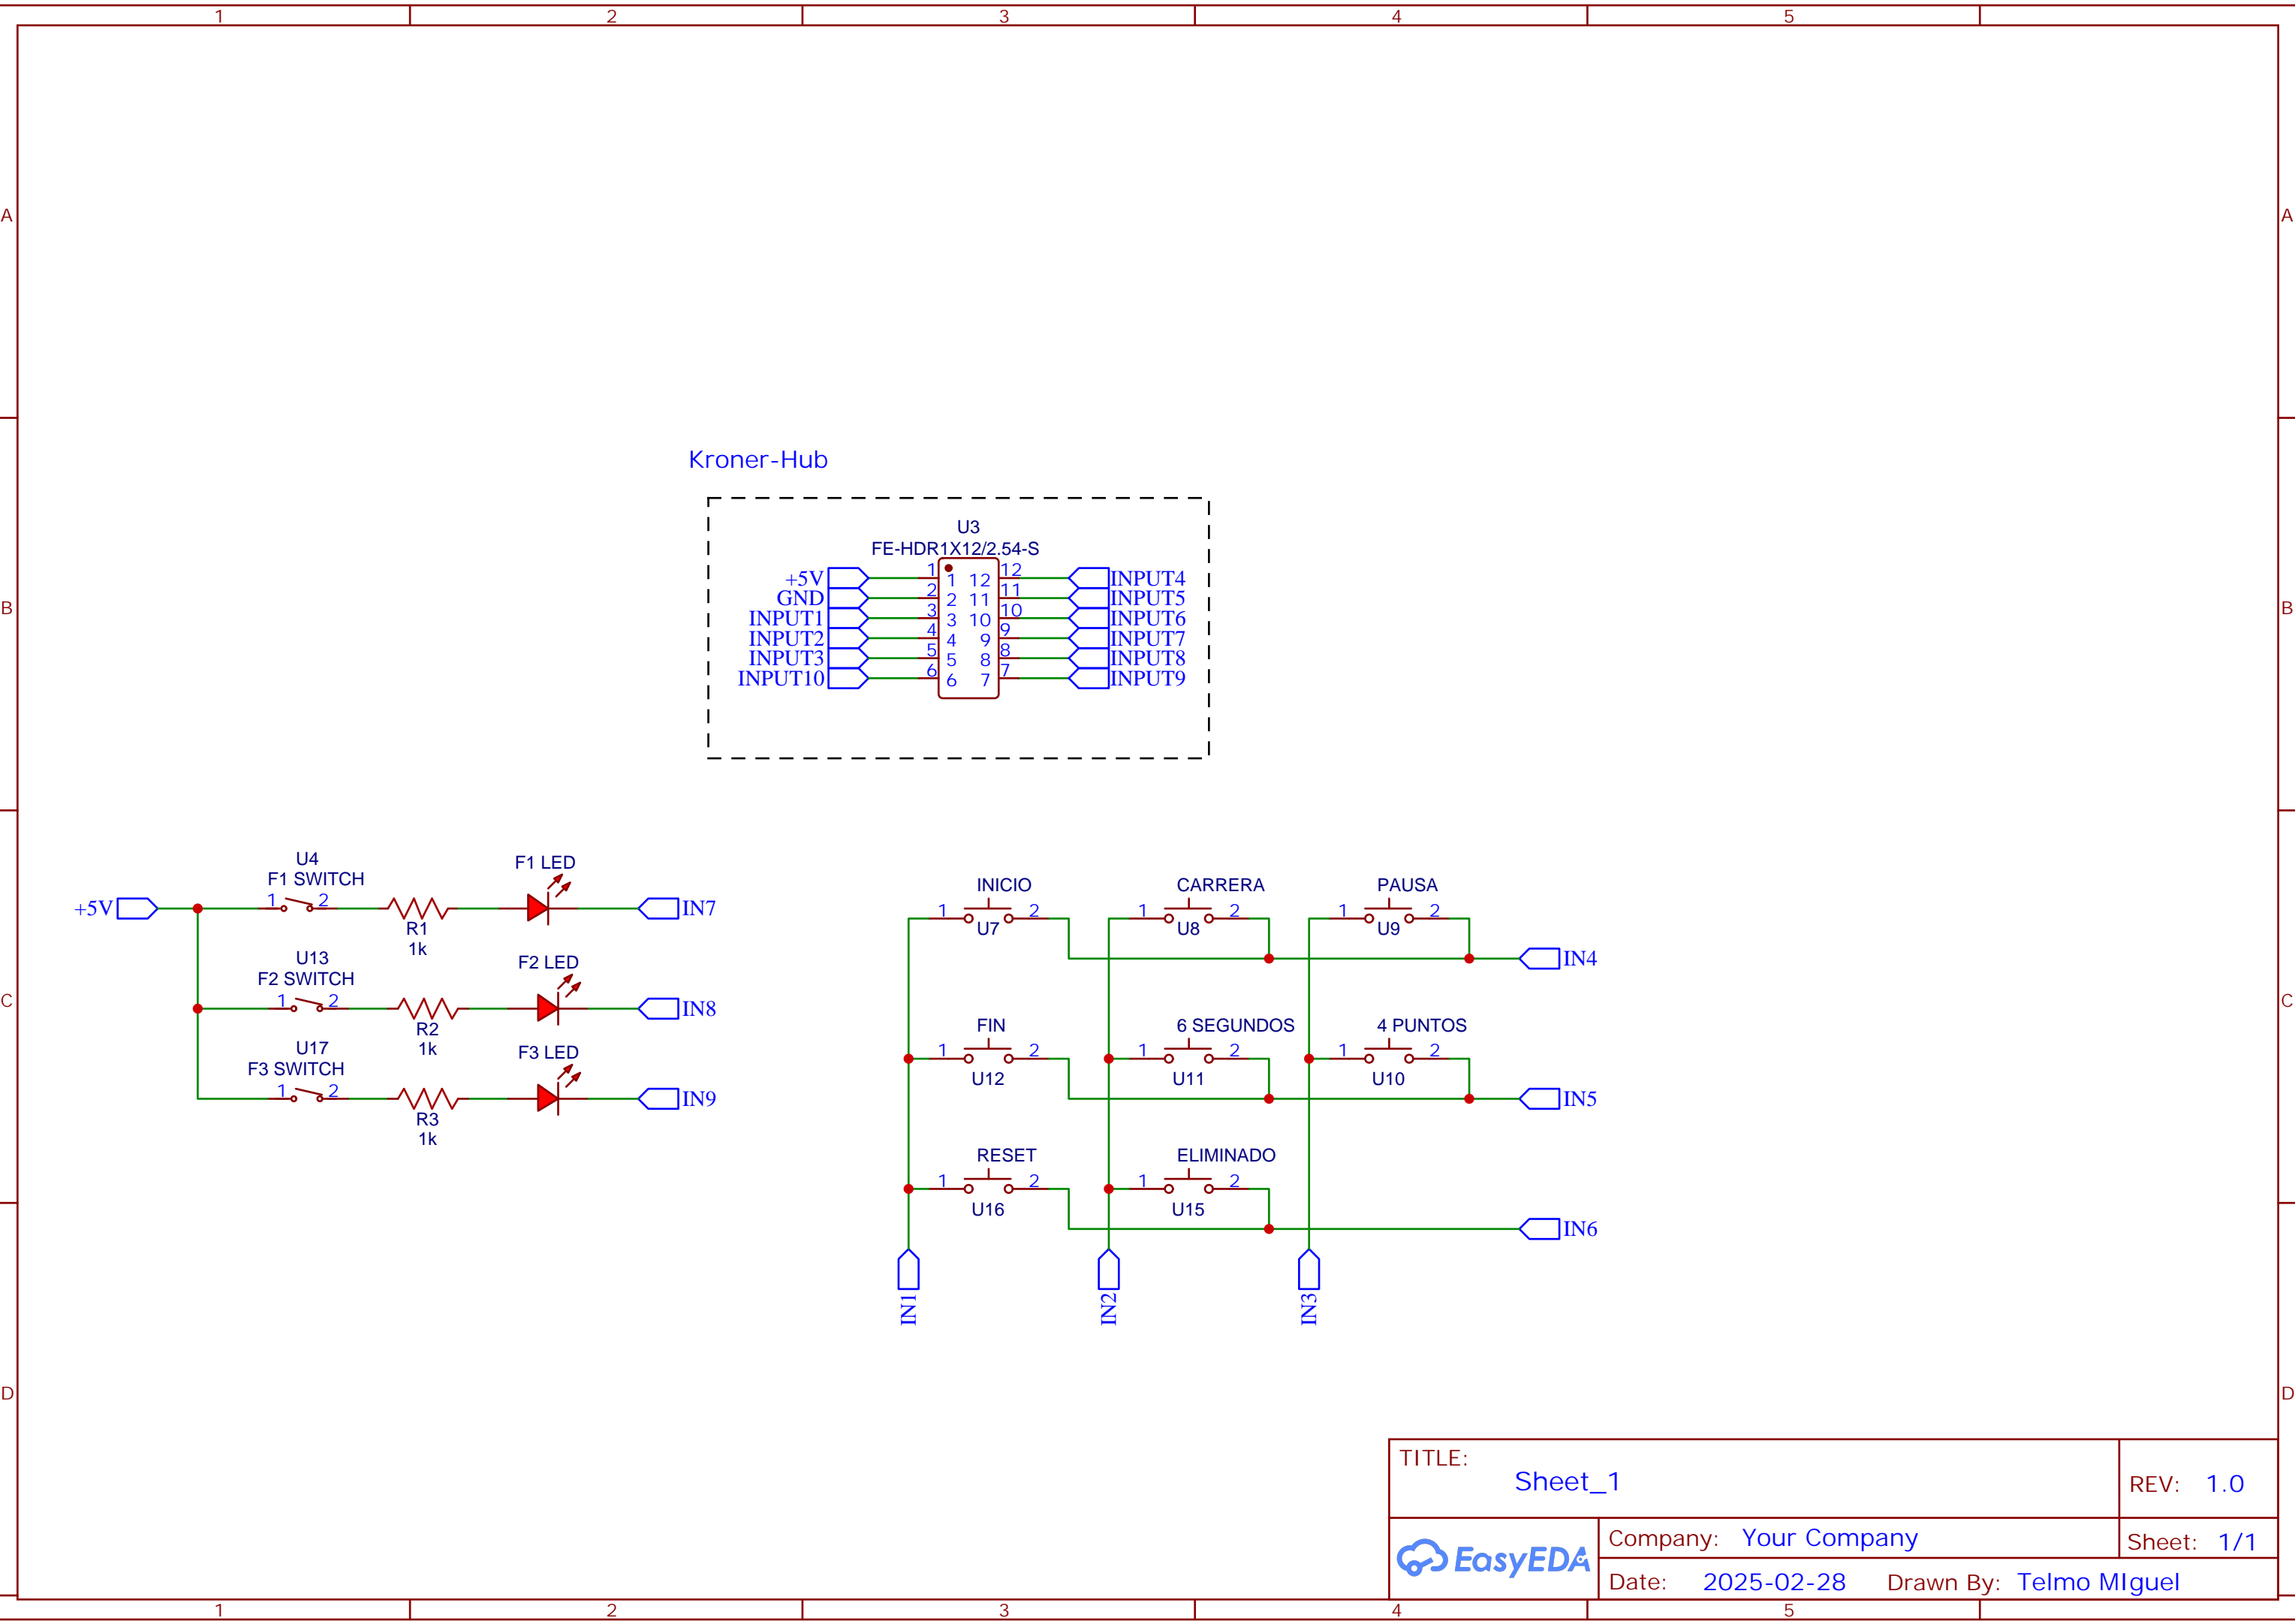 1 2 3 4 5
A A
Kroner-Hub
U3
FE-HDR1X12/2.54-S
+5V 1 1 12 12 INPUT4
GND 2 2 11 11 INPUT5
INPUT1 3 3 10 10 INPUT6
INPUT2 4 4 9 9 INPUT7
INPUT3 5 5 8 8 INPUT8
INPUT10 6 6 7 7 INPUT9
B B
U4
F1 SWITCH
F1 LED
+5V 1 2 IN7
R1
1k
U13
F2 SWITCH
F2 LED
1 2 IN8
R2
1k
U17
F3 SWITCH
F3 LED
1 2 IN9
R3
1k
INICIO CARRERA PAUSA
1 2 1 2 1 2
U7 U8 U9
IN4
C C
FIN 6 SEGUNDOS 4 PUNTOS
1 2 1 2 1 2
U12 U11 U10
IN5
RESET ELIMINADO
1 2 1 2
U16 U15
IN6
IN1 IN2 IN3
D D
TITLE:
Sheet_1
REV: 1.0
EasyEDA
Company: Your Company
Sheet: 1/1
Date: 2025-02-28 Drawn By: Telmo MIguel
1 2 3 4 5